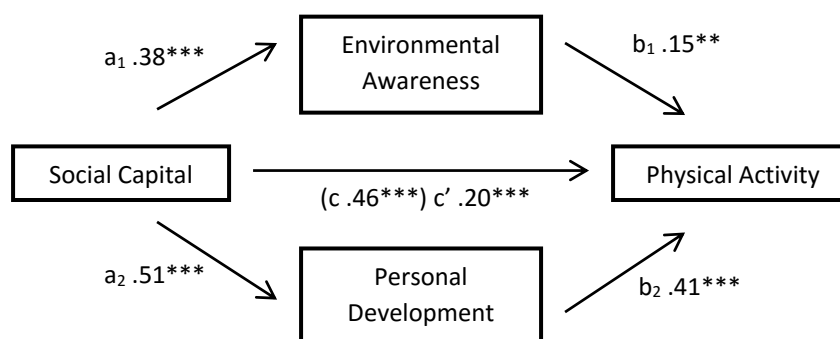 Environmental
Awareness
a₁ .38***
b₁ .15**
Social Capital
(c .46***) c’ .20***
Physical Activity
a₂ .51***
Personal
Development
b₂ .41***